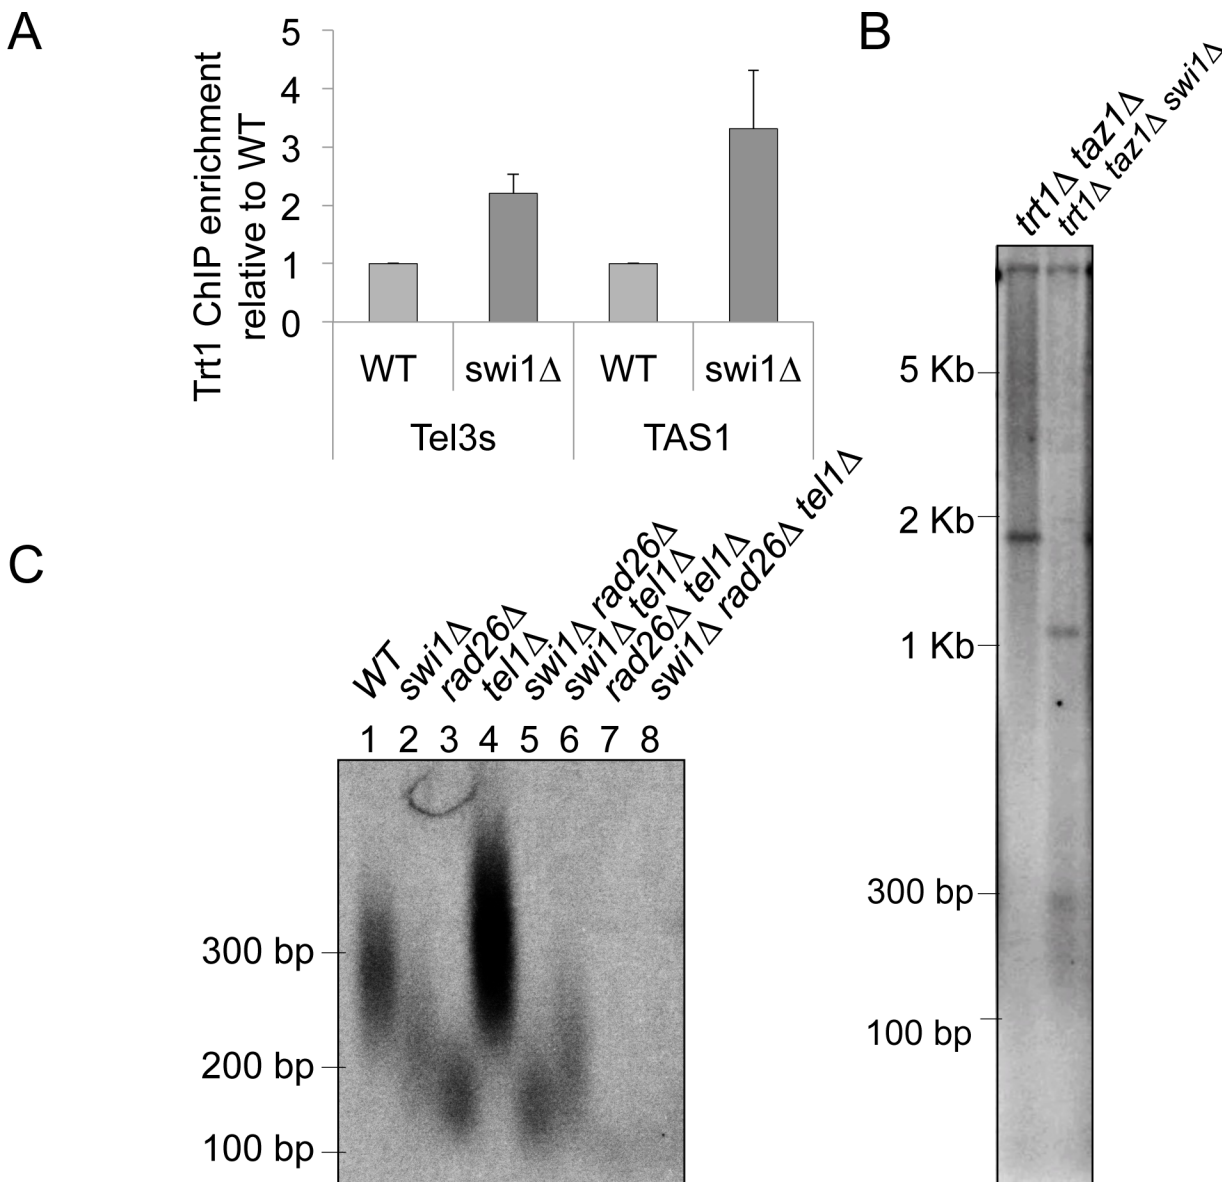 A
5
4
3
2
1
0
Trt1 ChIP enrichment
relative to WT
WT
swi1Δ
WT
swi1Δ
Tel3s
TAS1
B
trt1Δ taz1Δ
trt1Δ taz1Δ swi1Δ
5 Kb
2 Kb
1 Kb
300 bp
100 bp
C
WT
swi1Δ
rad26Δ
tel1Δ
swi1Δ rad26Δ
swi1Δ tel1Δ
rad26Δ tel1Δ
swi1Δ rad26Δ tel1Δ
1 2 3 4 5 6 7 8
300 bp
200 bp
100 bp